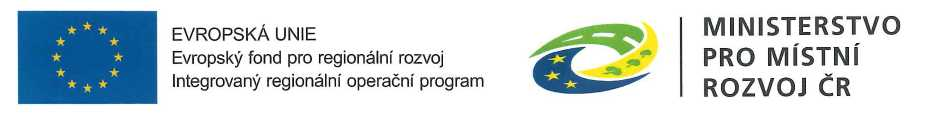 EVROPSKÁ UNIE
Evropský fond pro regionální rozvoj
Integrovaný regionální operační program
MINISTERSTVO
PRO MÍSTNÍ
ROZVOJ ČR